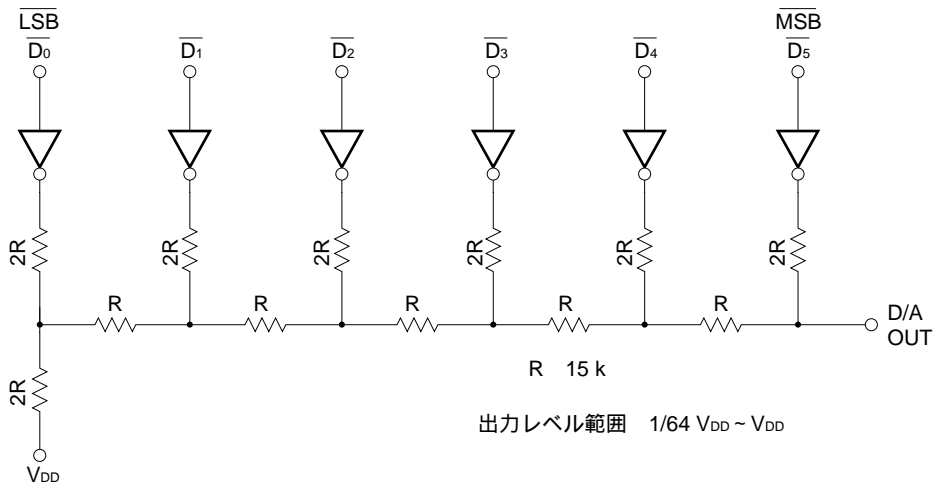 LSB MSB
D0 D1 D2 D3 D4 D5
2R 2R 2R 2R 2R 2R
R R R R R
D/A
OUT
2R
R 15 k
出力レベル範囲 1/64 VDD ~ VDD
VDD